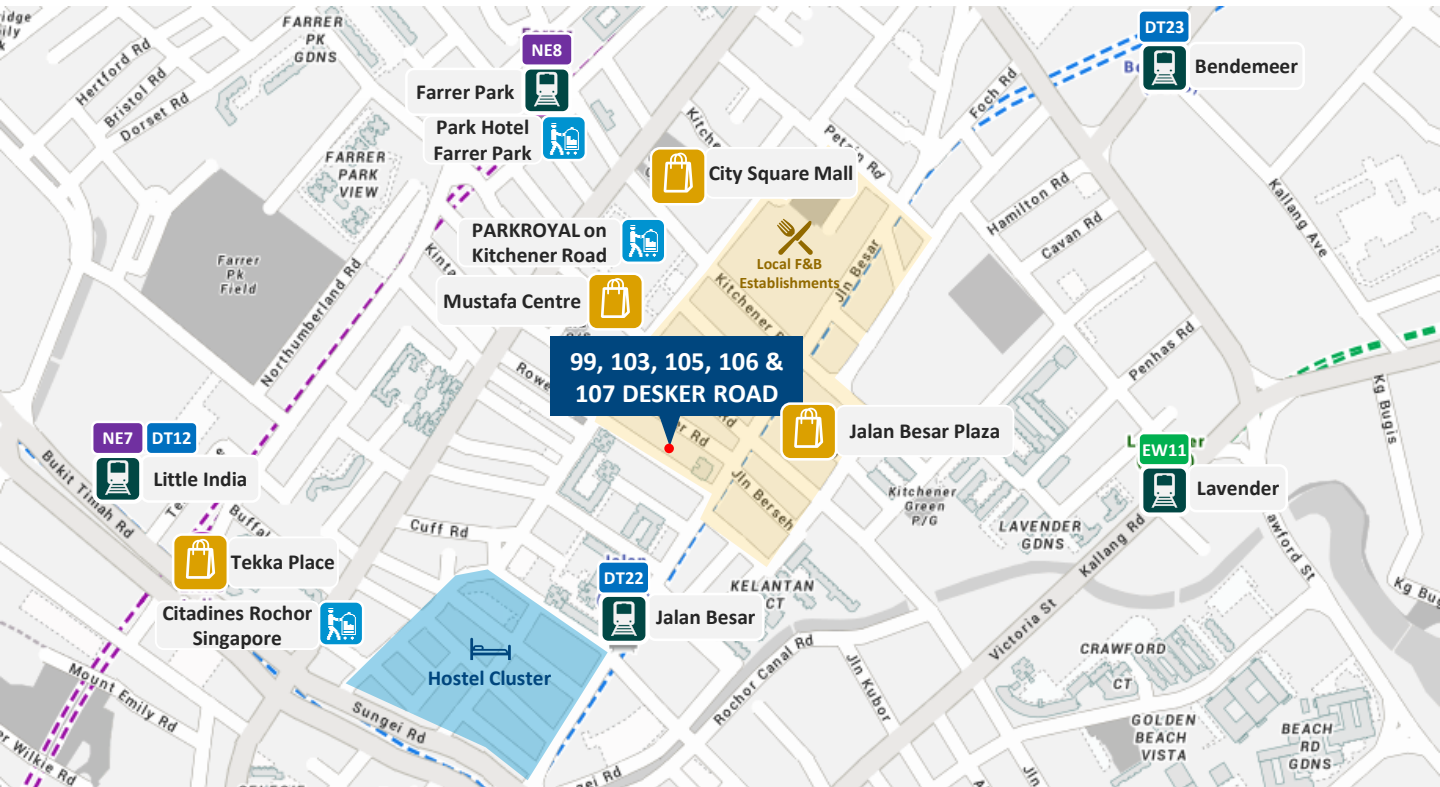 FARRER
PK
GDNS
Hertford Rd
Bristol Rd
Dorset Rd
NE8
Farrer Park
Park Hotel
Farrer Park
DT23
Bendemeer
Foch Rd
Petain Rd
City Square Mall
FARRER
PARK
VIEW
Hamilton Rd
Cavan Rd
Kallang Ave
PARKROYAL on
Kitchener Road
Local F&B
Establishments
Jln Besar
Farrer
Pk
Field
Northumberland Rd
Mustafa Centre
Kitchener R
Penhas Rd
99, 103, 105, 106 &
107 DESKER ROAD
Kg Bugis
NE7
DT12
Little India
Jalan Besar Plaza
EW11
Lavender
Bukit Timah Rd
Cuff Rd
Jln Berseh
Kitchener
Green
P/G
LAVENDER
GDNS
Kallang Rd
Tekka Place
DT22
Jalan Besar
KELANTAN
CT
Citadines Rochor
Singapore
Hostel Cluster
Victoria St
Rochor Canal Rd
Jln Kubor
CRAWFORD
CT
Mount Emily Rd
Sungei Rd
GOLDEN
BEACH
VISTA
BEACH
RD
GDNS
Wilkie Rd